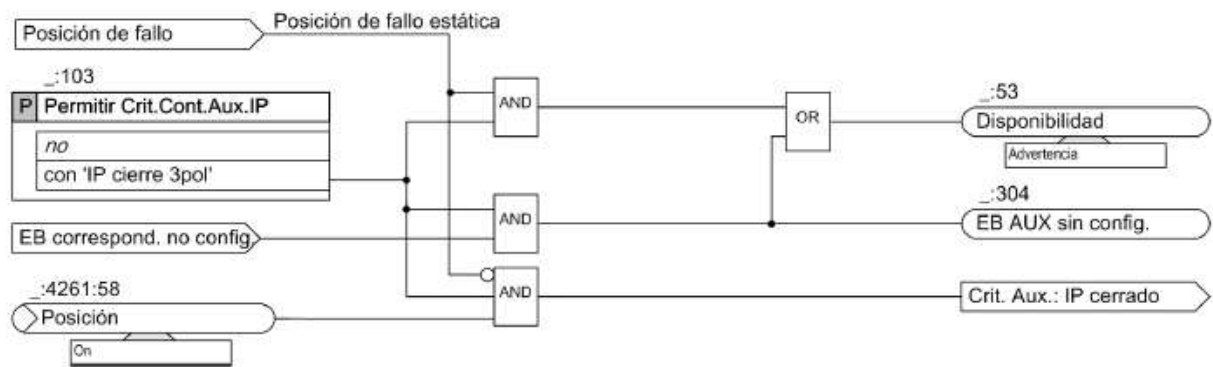 Posición de fallo
Posición de fallo estática
_:103
P Permitir Crit.Cont.Aux.IP
no
con 'IP cierre 3pol'
EB correspond. no config.
_:4261:58
Posición
On
AND
AND
AND
OR
_:53
Disponibilidad
Advertencia
_:304
EB AUX sin config.
Crit. Aux.: IP cerrado